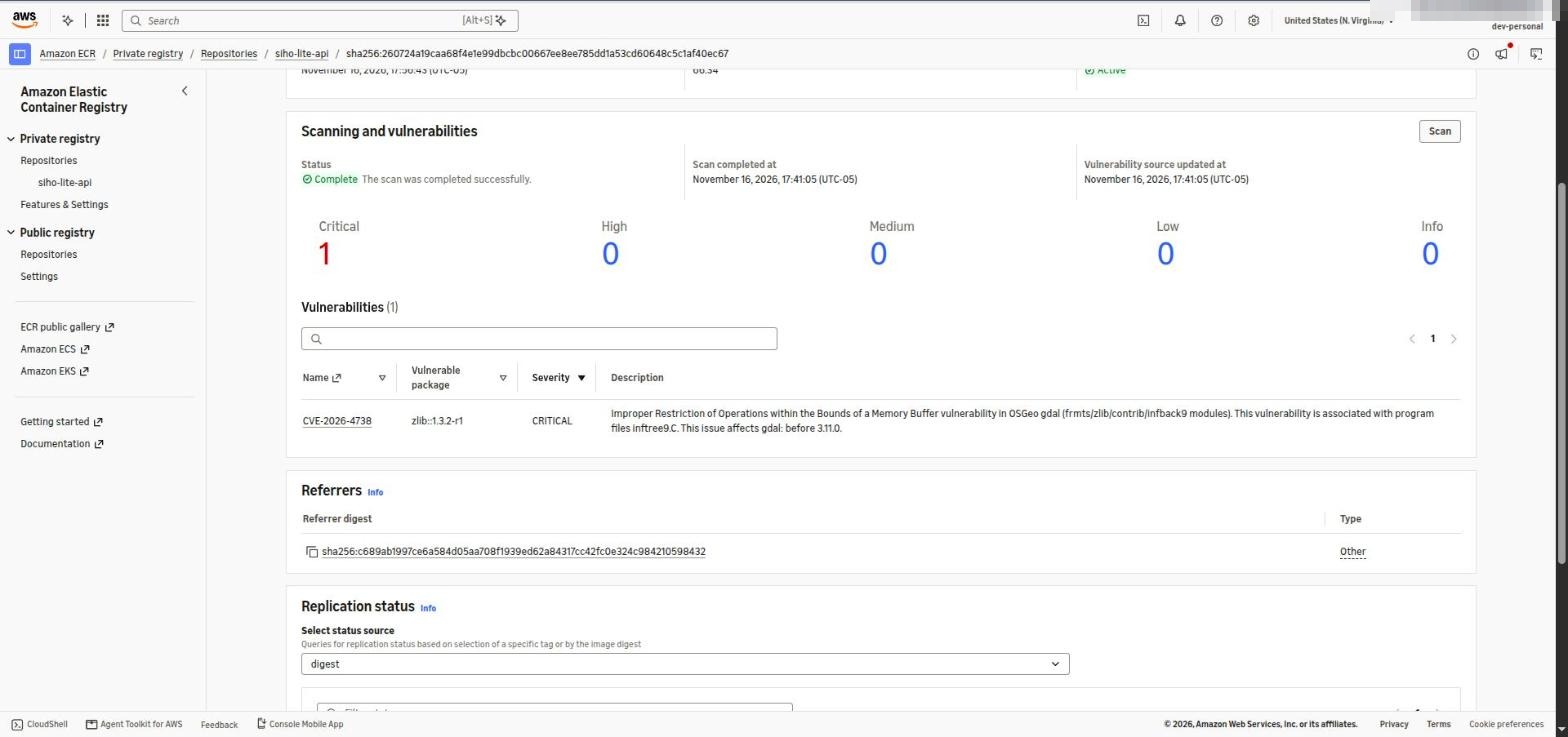 aws
Search [Alt+S]
United States (N. Virginia)
dev-personal
Amazon ECR / Private registry / Repositories / siho-lite-api / sha256:260724a19caa68f4e1e99dbcbc00667ee8ee785dd1a53cd60648c5c1af40ec67
Amazon Elastic
Container Registry
Private registry
Repositories
siho-lite-api
Features & Settings
Public registry
Repositories
Settings
ECR public gallery
Amazon ECS
Amazon EKS
Getting started
Documentation
November 16, 2026, 17:56:43 (UTC-05) 66.34 Active
Scanning and vulnerabilities Scan
Status Scan completed at Vulnerability source updated at
Complete The scan was completed successfully. November 16, 2026, 17:41:05 (UTC-05) November 16, 2026, 17:41:05 (UTC-05)
Critical High Medium Low Info
1 0 0 0 0
Vulnerabilities (1)
1
Name Vulnerable package Severity Description
CVE-2026-4738 zlib::1.3.2-r1 CRITICAL Improper Restriction of Operations within the Bounds of a Memory Buffer vulnerability in OSGeo gdal (frmts/zlib/contrib/infback9 modules). This vulnerability is associated with program
files inftree9.C. This issue affects gdal: before 3.11.0.
Referrers Info
Referrer digest Type
sha256:c689ab1997ce6a584d05aa708f1939ed62a84317cc42fc0e324c984210598432 Other
Replication status Info
Select status source
Queries for replication status based on selection of a specific tag or by the image digest
digest
CloudShell Agent Toolkit for AWS Feedback Console Mobile App © 2026, Amazon Web Services, Inc. or its affiliates. Privacy Terms Cookie preferences